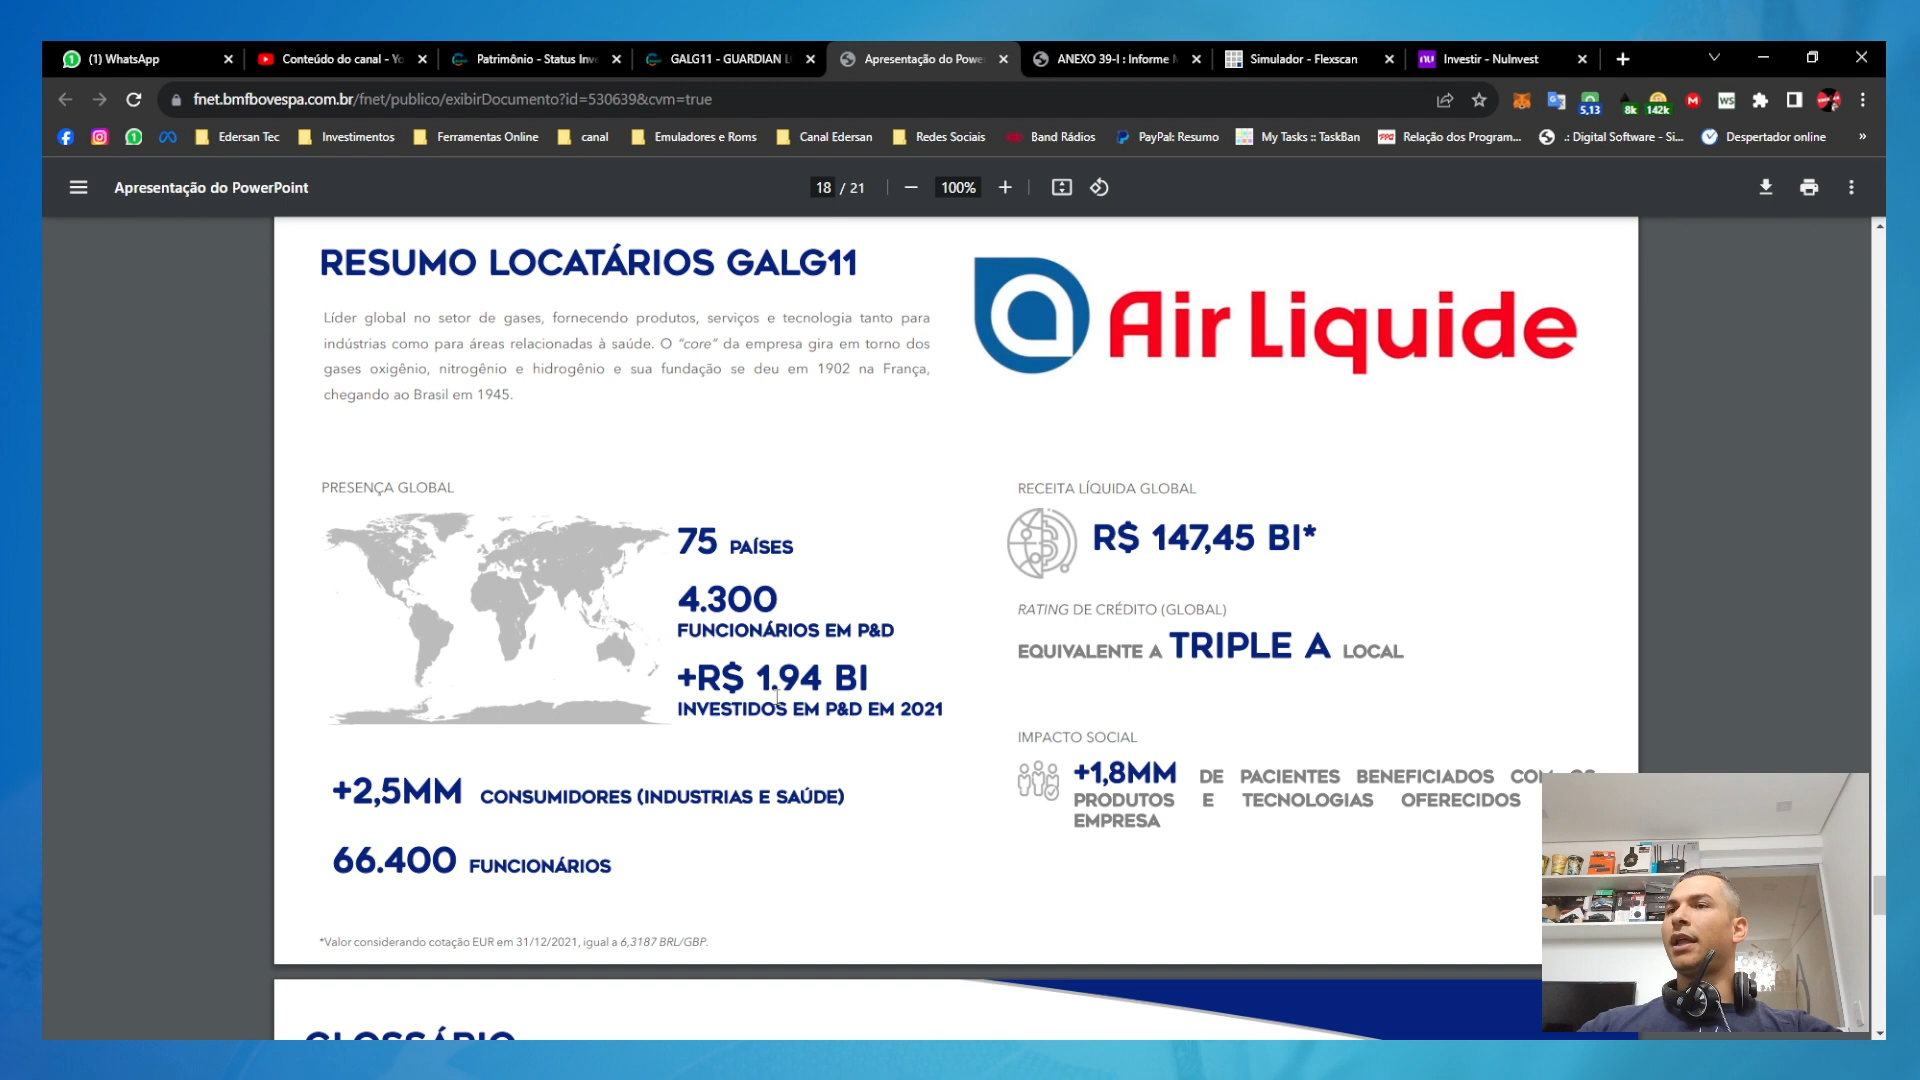 (1) WhatsApp
Conteúdo do canal - Yo
Patrimônio - Status Inve
GALG11 - GUARDIAN L
Apresentação do Powe
ANEXO 39-I : Informe M
Simulador - Flexscan
Investir - NuInvest
fnet.bmfbovespa.com.br/fnet/publico/exibirDocumento?id=530639&cvm=true
5,13
8k
142k
WS
Edersan Tec
Investimentos
Ferramentas Online
canal
Emuladores e Roms
Canal Edersan
Redes Sociais
Band Rádios
PayPal: Resumo
My Tasks :: TaskBan
Relação dos Program...
.: Digital Software - Si...
Despertador online
»
Apresentação do PowerPoint
18 / 21
100%
RESUMO LOCATÁRIOS GALG11
Air Liquide
Líder global no setor de gases, fornecendo produtos, serviços e tecnologia tanto para
indústrias como para áreas relacionadas à saúde. O "core" da empresa gira em torno dos
gases oxigênio, nitrogênio e hidrogênio e sua fundação se deu em 1902 na França,
chegando ao Brasil em 1945.
PRESENÇA GLOBAL
75 PAÍSES
4.300
FUNCIONÁRIOS EM P&D
+R$ 1.94 BI
INVESTIDOS EM P&D EM 2021
+2,5MM CONSUMIDORES (INDUSTRIAS E SAÚDE)
66.400 FUNCIONÁRIOS
RECEITA LÍQUIDA GLOBAL
R$ 147,45 BI*
RATING DE CRÉDITO (GLOBAL)
EQUIVALENTE A TRIPLE A LOCAL
IMPACTO SOCIAL
+1,8MM DE PACIENTES BENEFICIADOS COM OS
PRODUTOS E TECNOLOGIAS OFERECIDOS
EMPRESA
*Valor considerando cotação EUR em 31/12/2021, igual a 6,3187 BRL/GBP.
GLOSSÁRIO